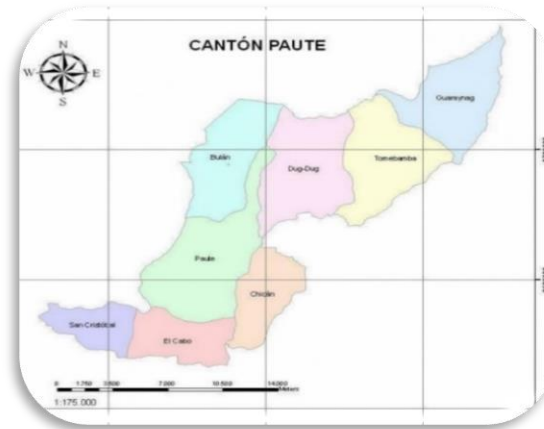 CANTÓN PAUTE
N
W E
S
Guarainag
Bulán
Dug-Dug
Tomebamba
Paute
Chicán
San Cristóbal
El Cabo
0 1.750 3.500 7.000 10.500 14.000
1:175.000